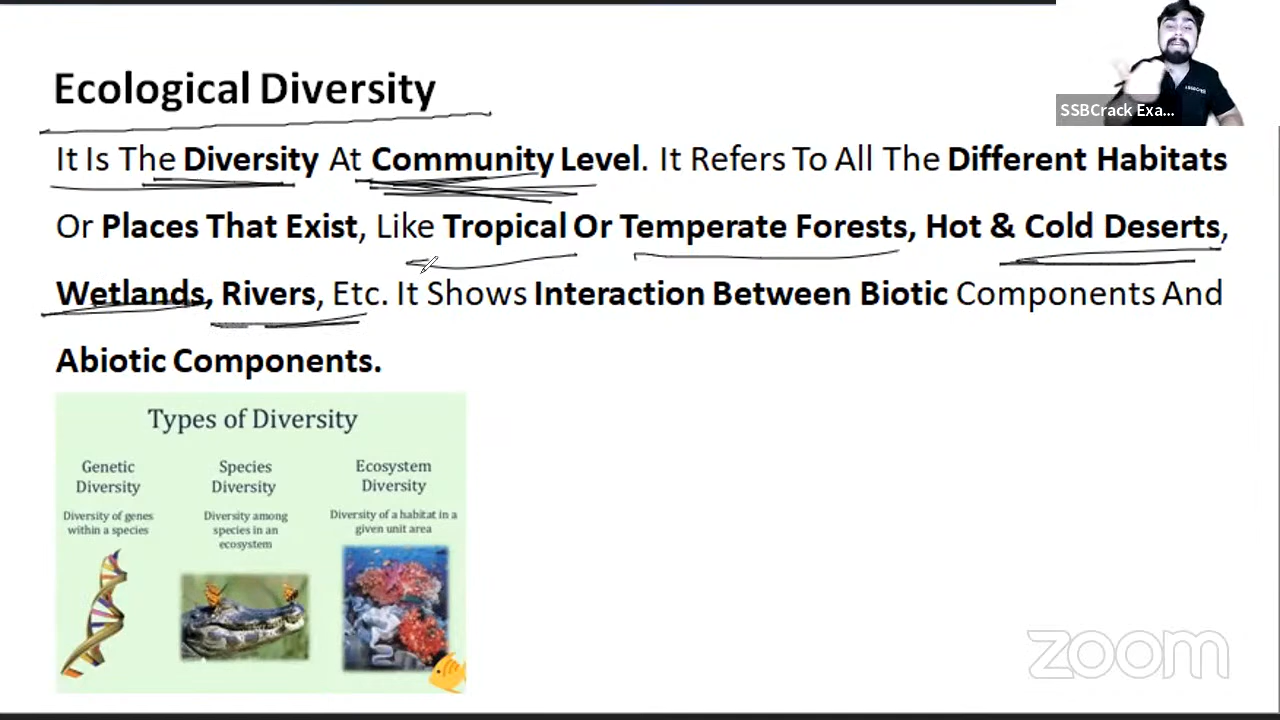 Ecological Diversity
SSBCrack Exa...
It Is The Diversity At Community Level. It Refers To All The Different Habitats
Or Places That Exist, Like Tropical Or Temperate Forests, Hot & Cold Deserts,
Wetlands, Rivers, Etc. It Shows Interaction Between Biotic Components And
Abiotic Components.
Types of Diversity
Genetic
Diversity
Diversity of genes
within a species
Species
Diversity
Diversity among
species in an
ecosystem
Ecosystem
Diversity
Diversity of a habitat in a
given unit area
zoom